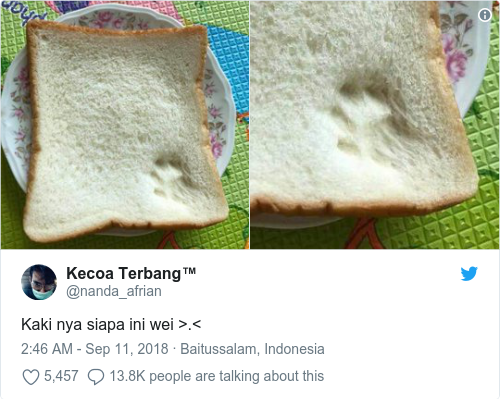 Kecoa Terbang™
@nanda_afrian
Kaki nya siapa ini wei >.<
2:46 AM - Sep 11, 2018 · Baitussalam, Indonesia
5,457
13.8K people are talking about this